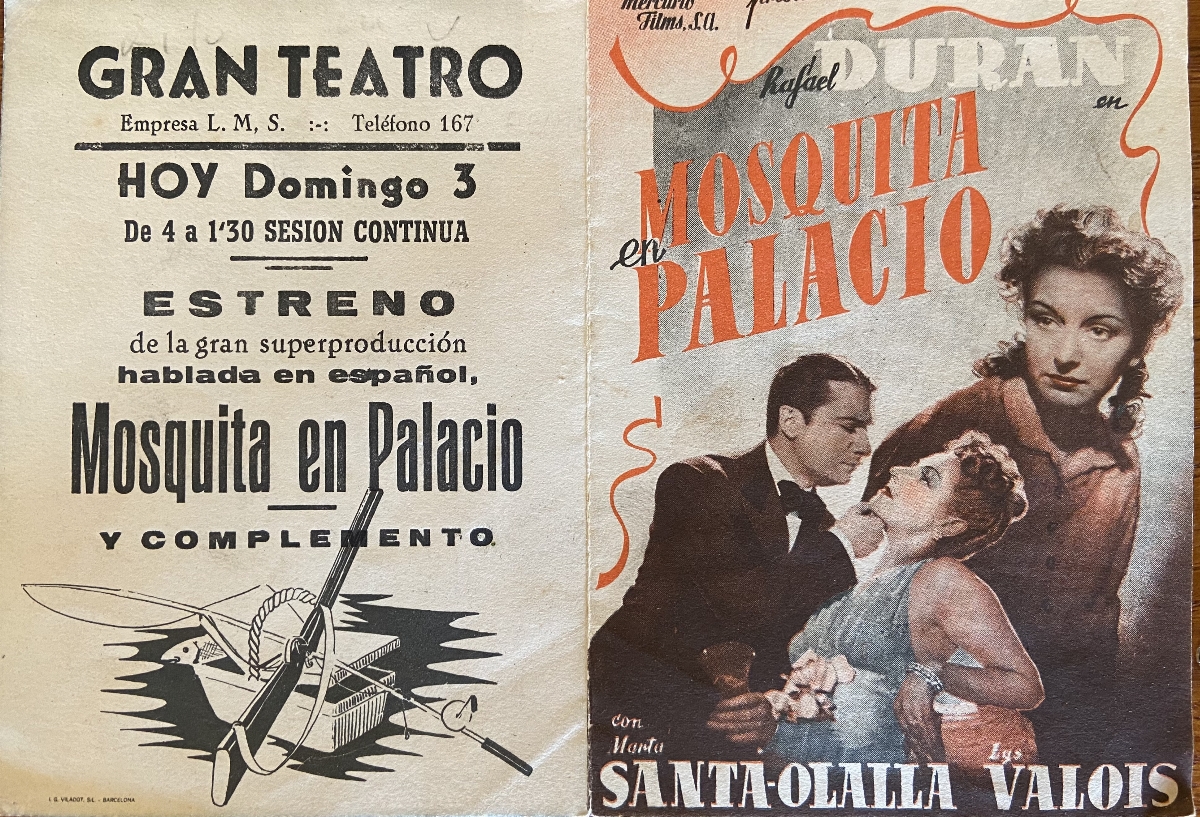 GRAN TEATRO
Empresa L. M, S. :-: Teléfono 167
HOY Domingo 3
De 4 a 1'30 SESION CONTINUA
ESTRENO
de la gran superproducción
hablada en español,
Mosquita en Palacio
Y COMPLEMENTO
I. G. VILADOT, S/L. - BARCELONA
mercurio
Films, S.A.
Rafael DURAN
en
MOSQUITA
en
PALACIO
con
Marta
SANTA-OLALLA
Lys
VALOIS